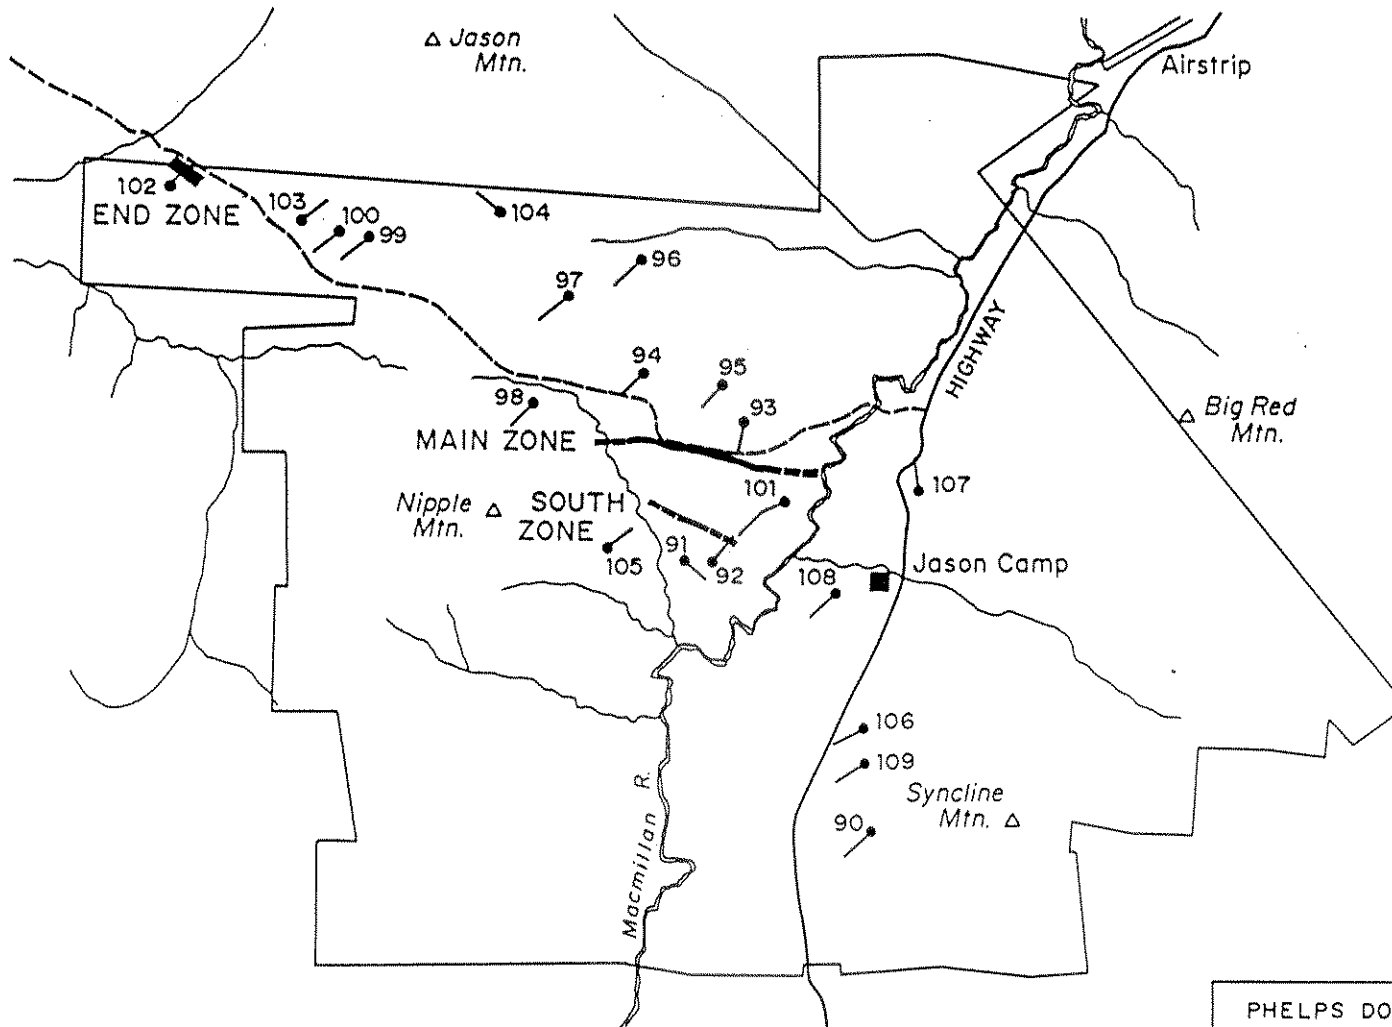 Jason
Mtn.
Airstrip
102
END ZONE
103
100
99
104
96
97
HIGHWAY
94
95
98
93
MAIN ZONE
Big Red
Mtn.
101
107
Nipple
Mtn.
SOUTH
ZONE
105
91
92
108
Jason Camp
106
109
Syncline
Mtn.
90
Macmillan R.
PHELPS DO